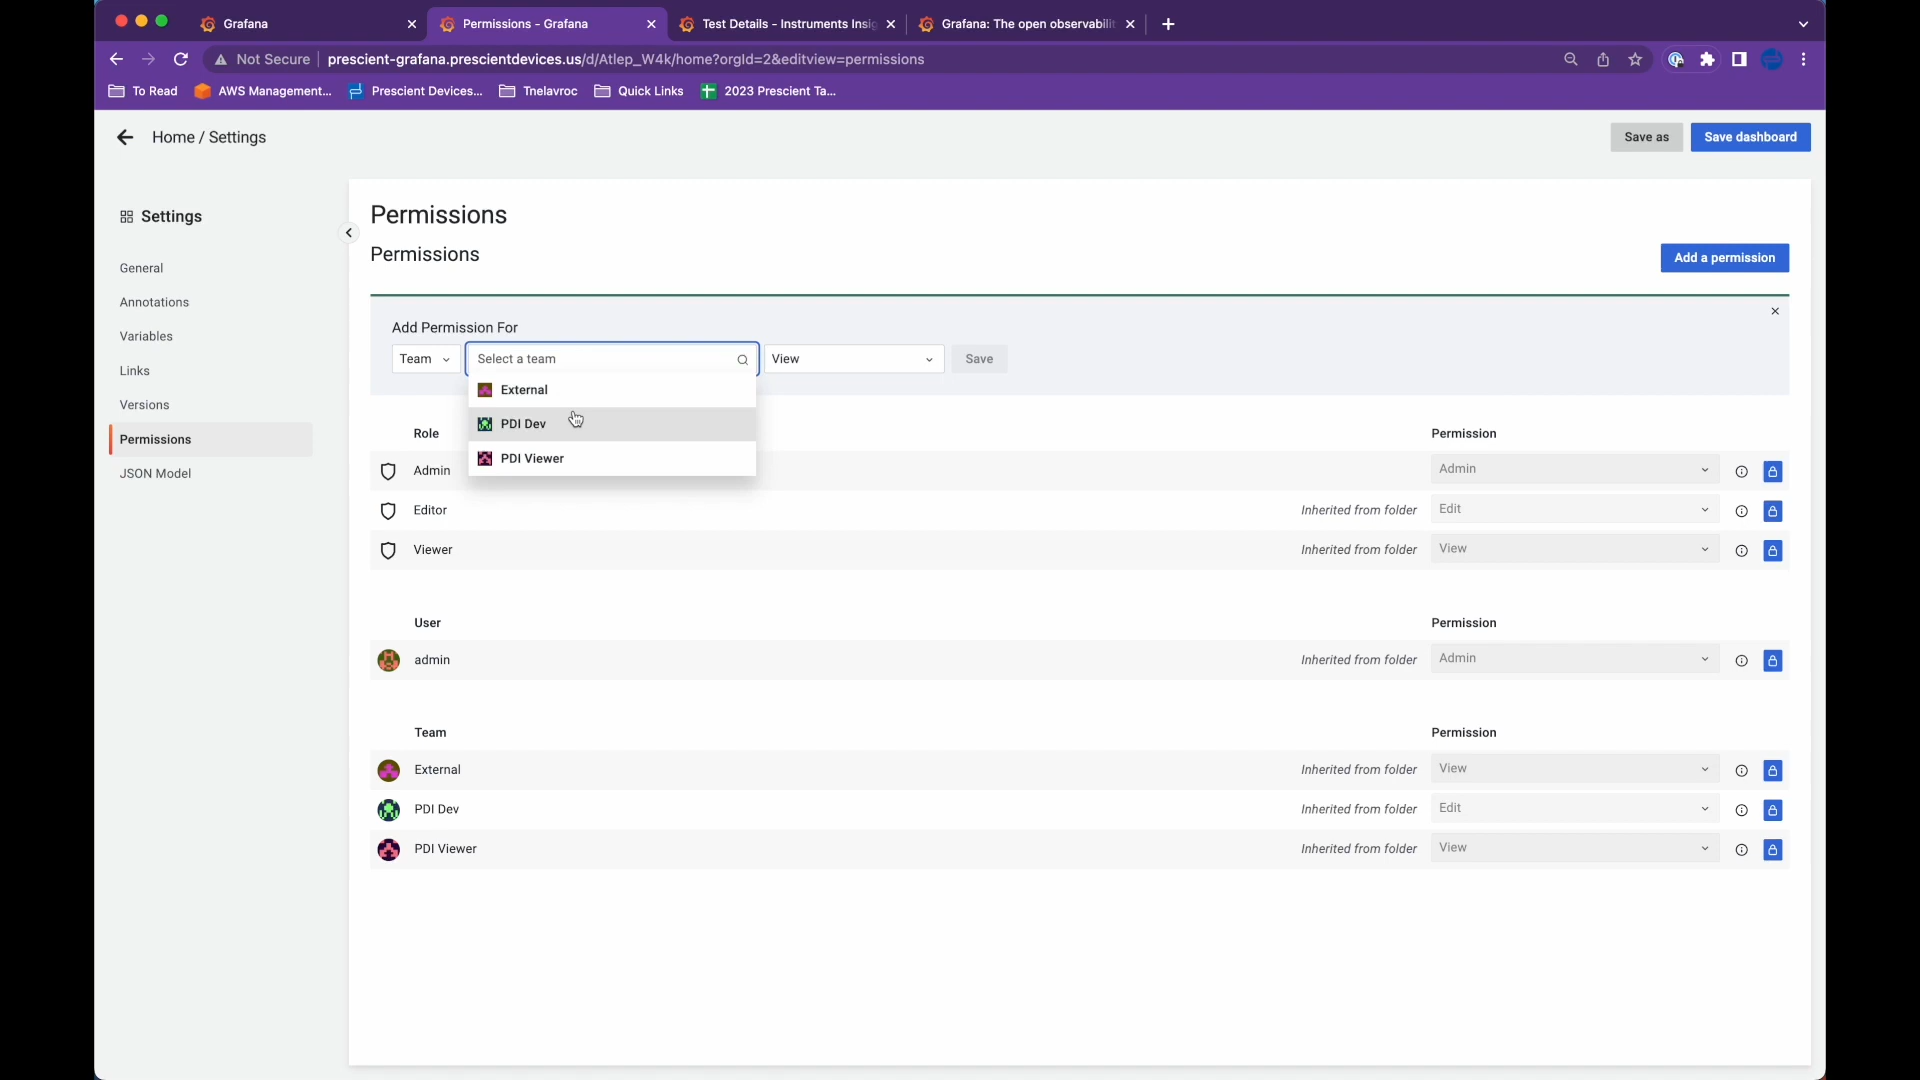 Grafana
Permissions - Grafana
Test Details - Instruments Insig
Grafana: The open observabilit
Not Secure
prescient-grafana.prescientdevices.us/d/Atlep_W4k/home?orgId=2&editview=permissions
To Read
AWS Management...
Prescient Devices...
Tnelavroc
Quick Links
2023 Prescient Ta...
Home / Settings
Save as
Save dashboard
Settings
General
Annotations
Variables
Links
Versions
Permissions
JSON Model
Permissions
Permissions
Add a permission
Add Permission For
Team
Select a team
View
Save
External
PDI Dev
PDI Viewer
Role
Permission
Admin
Admin
Editor
Inherited from folder
Edit
Viewer
Inherited from folder
View
User
Permission
admin
Inherited from folder
Admin
Team
Permission
External
Inherited from folder
View
PDI Dev
Inherited from folder
Edit
PDI Viewer
Inherited from folder
View